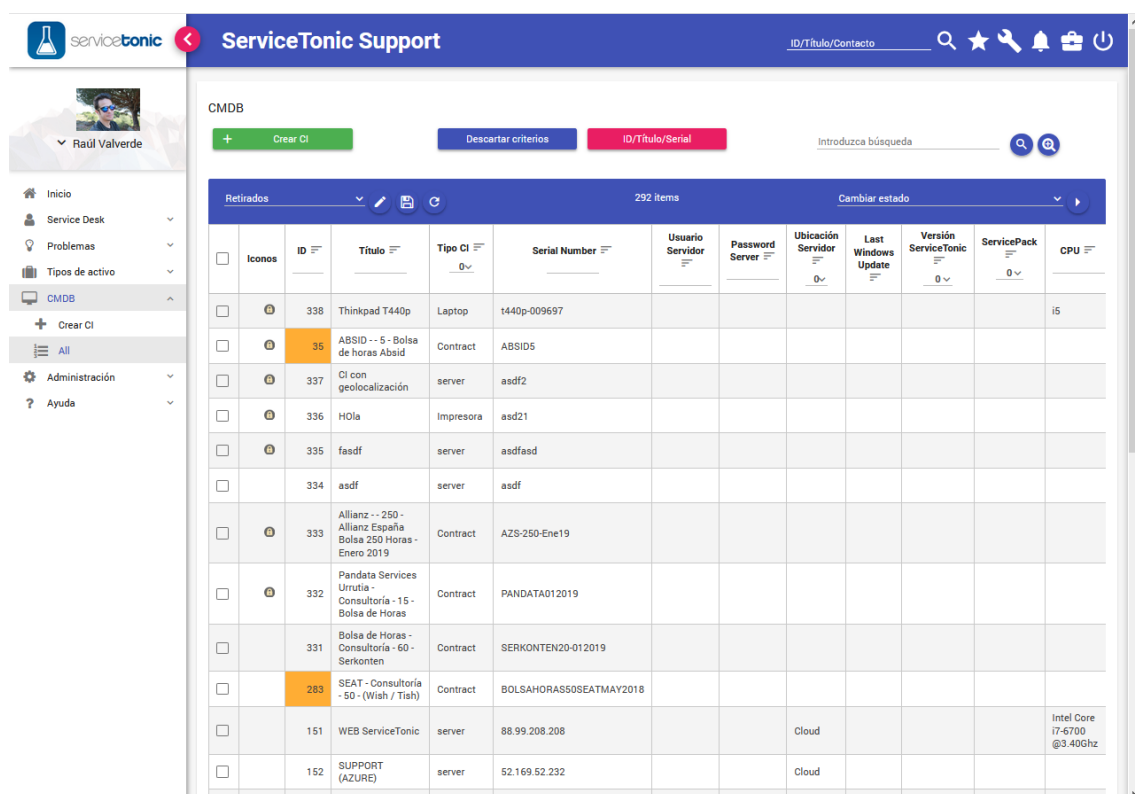 servicetonic
ServiceTonic Support
ID/Título/Contacto
Raúl Valverde
Inicio
Service Desk
Problemas
Tipos de activo
CMDB
Crear CI
All
Administración
? Ayuda
CMDB
+ Crear CI
Descartar criterios
ID/Título/Serial
Introduzca búsqueda
Retirados
292 items
Cambiar estado
Iconos
ID
Título
Tipo CI
0
Serial Number
Usuario
Servidor
Password
Server
Ubicación
Servidor
0
Last
Windows
Update
Versión
ServiceTonic
0
ServicePack
0
CPU
338 Thinkpad T440p Laptop t440p-009697 i5
35 ABSID - - 5 - Bolsa
de horas Absid Contract ABSID5
337 CI con
geolocalización server asdf2
336 HOla Impresora asd21
335 fasdf server asdfasd
334 asdf server asdf
333 Allianz - - 250 -
Allianz España
Bolsa 250 Horas -
Enero 2019 Contract AZS-250-Ene19
332 Pandata Services
Urrutia -
Consultoría - 15 -
Bolsa de Horas Contract PANDATA012019
331 Bolsa de Horas -
Consultoría - 60 -
Serkonten Contract SERKONTEN20-012019
283 SEAT - Consultoría
- 50 - (Wish / Tish) Contract BOLSAHORAS50SEATMAY2018
151 WEB ServiceTonic server 88.99.208.208 Cloud Intel Core
i7-6700
@3.40Ghz
152 SUPPORT
(AZURE) server 52.169.52.232 Cloud